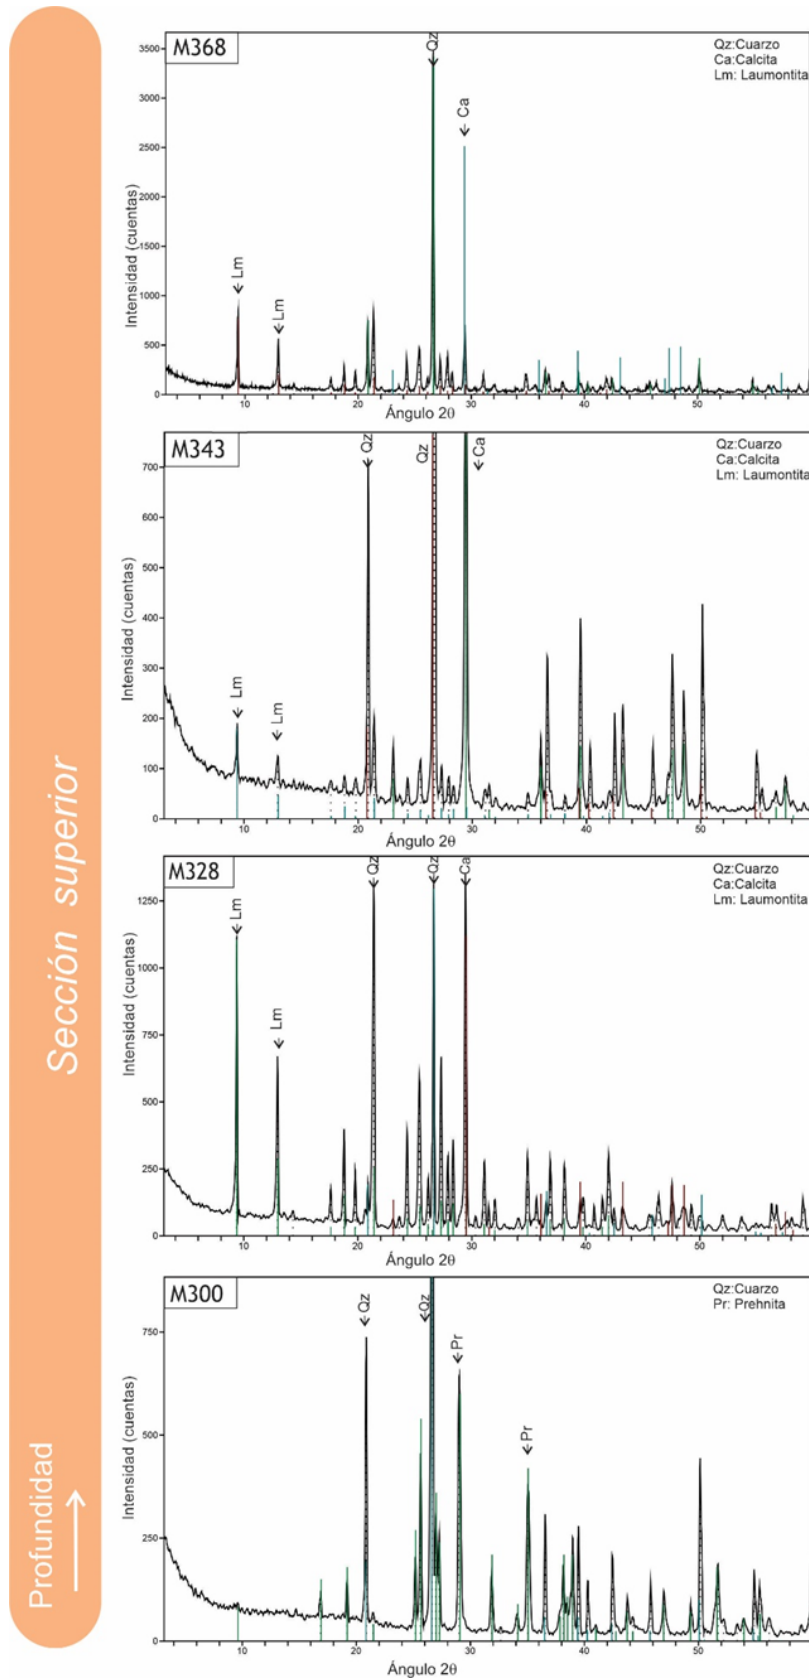 Sección superior
Profundidad
M368
Qz:Cuarzo
Ca:Calcita
Lm: Laumontita
Intensidad (cuentas)
3500
3000
2500
2000
1500
1000
500
0
Lm
Lm
Qz
Ca
10
20
30
40
50
Ángulo 2θ
M343
Qz:Cuarzo
Ca:Calcita
Lm: Laumontita
Intensidad (cuentas)
700
600
500
400
300
200
100
0
Lm
Lm
Qz
Qz
Ca
10
20
30
40
50
Ángulo 2θ
M328
Qz:Cuarzo
Ca:Calcita
Lm: Laumontita
Intensidad (cuentas)
1250
1000
750
500
250
0
Lm
Lm
Qz
Qz
Ca
10
20
30
40
50
Ángulo 2θ
M300
Qz:Cuarzo
Pr: Prehnita
Intensidad (cuentas)
750
500
250
0
Qz
Qz
Pr
Pr
10
20
30
40
50
Ángulo 2θ